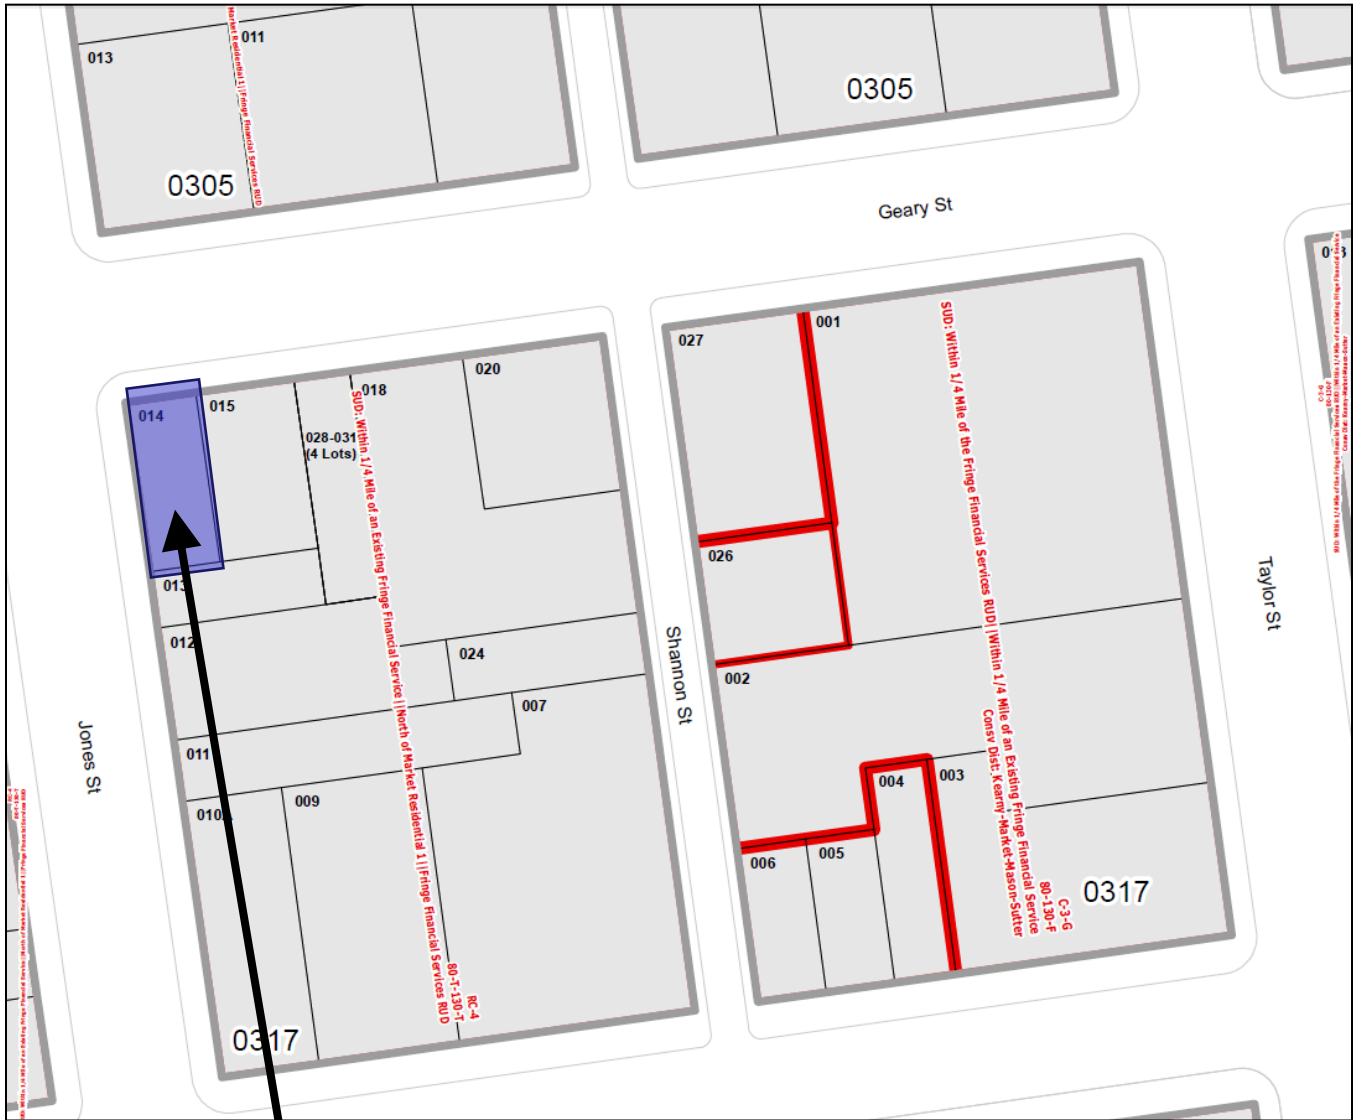 013
011
Market Residential 1||Fringe Financial Services RUD
0305
0305
Geary St
014
015
028-031
(4 Lots)
018
020
013
012
024
011
007
010
009
SUD: Within 1/4 Mile of an Existing Fringe Financial Service||North of Market Residential 1||Fringe Financial Services RUD
80-T-130-T
RC-4
0317
Jones St
Shannon St
027
001
026
002
004
003
006
005
SUD: Within 1/4 Mile of the Fringe Financial Services RUD||Within 1/4 Mile of an Existing Fringe Financial Service
Consv Dist: Kearny-Market-Mason-Sutter
80-130-F
C-3-G
0317
Taylor St
RC-4
80-T-130-T